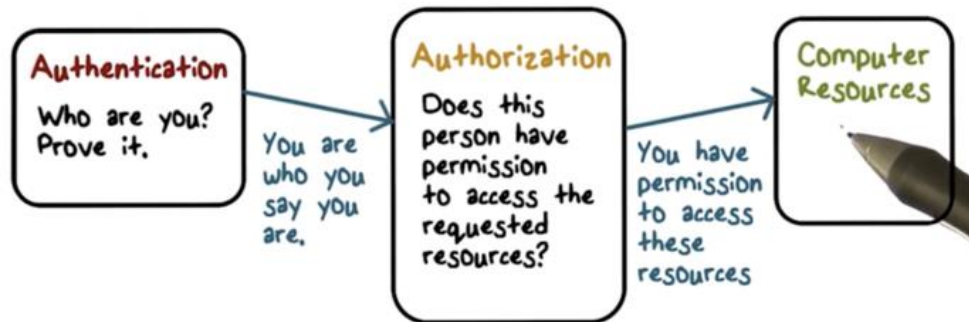 Authentication
Who are you?
Prove it.
You are
who you
say you
are.
Authorization
Does this
person have
permission
to access the
requested
resources?
You have
permission
to access
these
resources
Computer
Resources